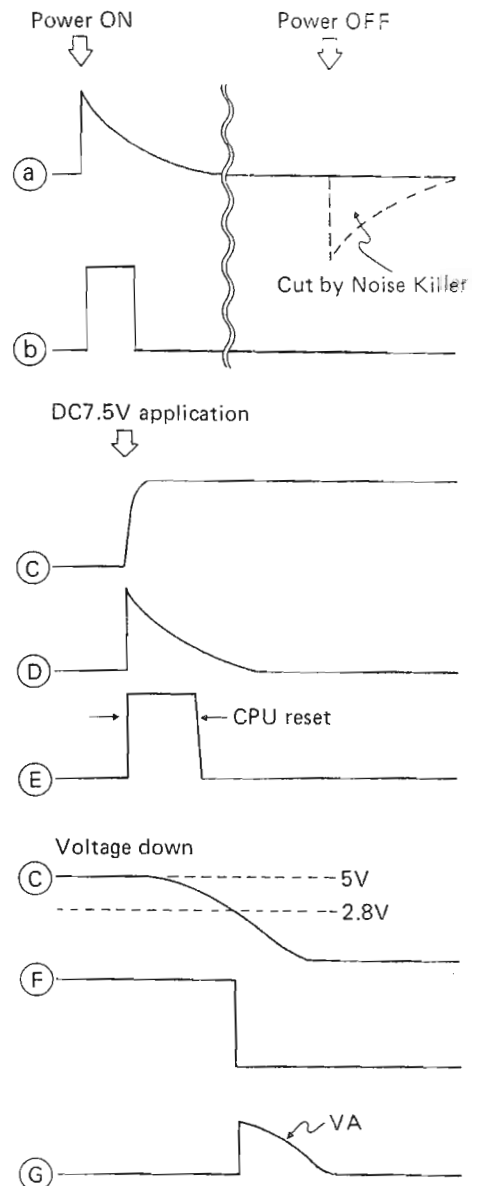 Power ON Power OFF
a
Cut by Noise Killer
b
DC7.5V application
C
D
CPU reset
E
Voltage down
C
5V
2.8V
F
VA
G